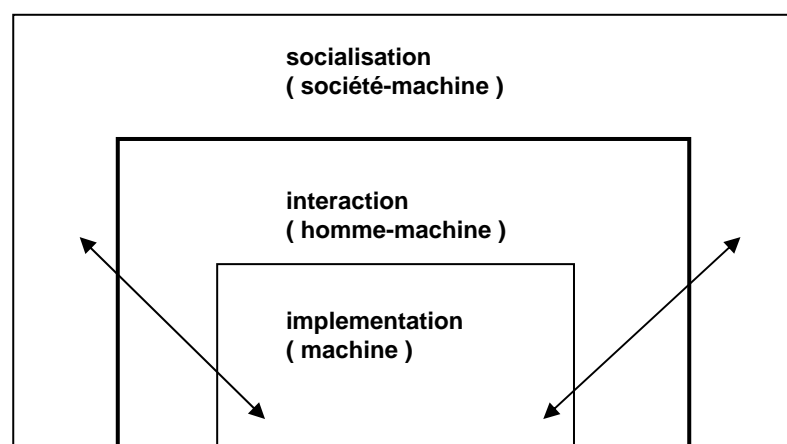 socialisation
( société-machine )
interaction
( homme-machine )
implementation
( machine )